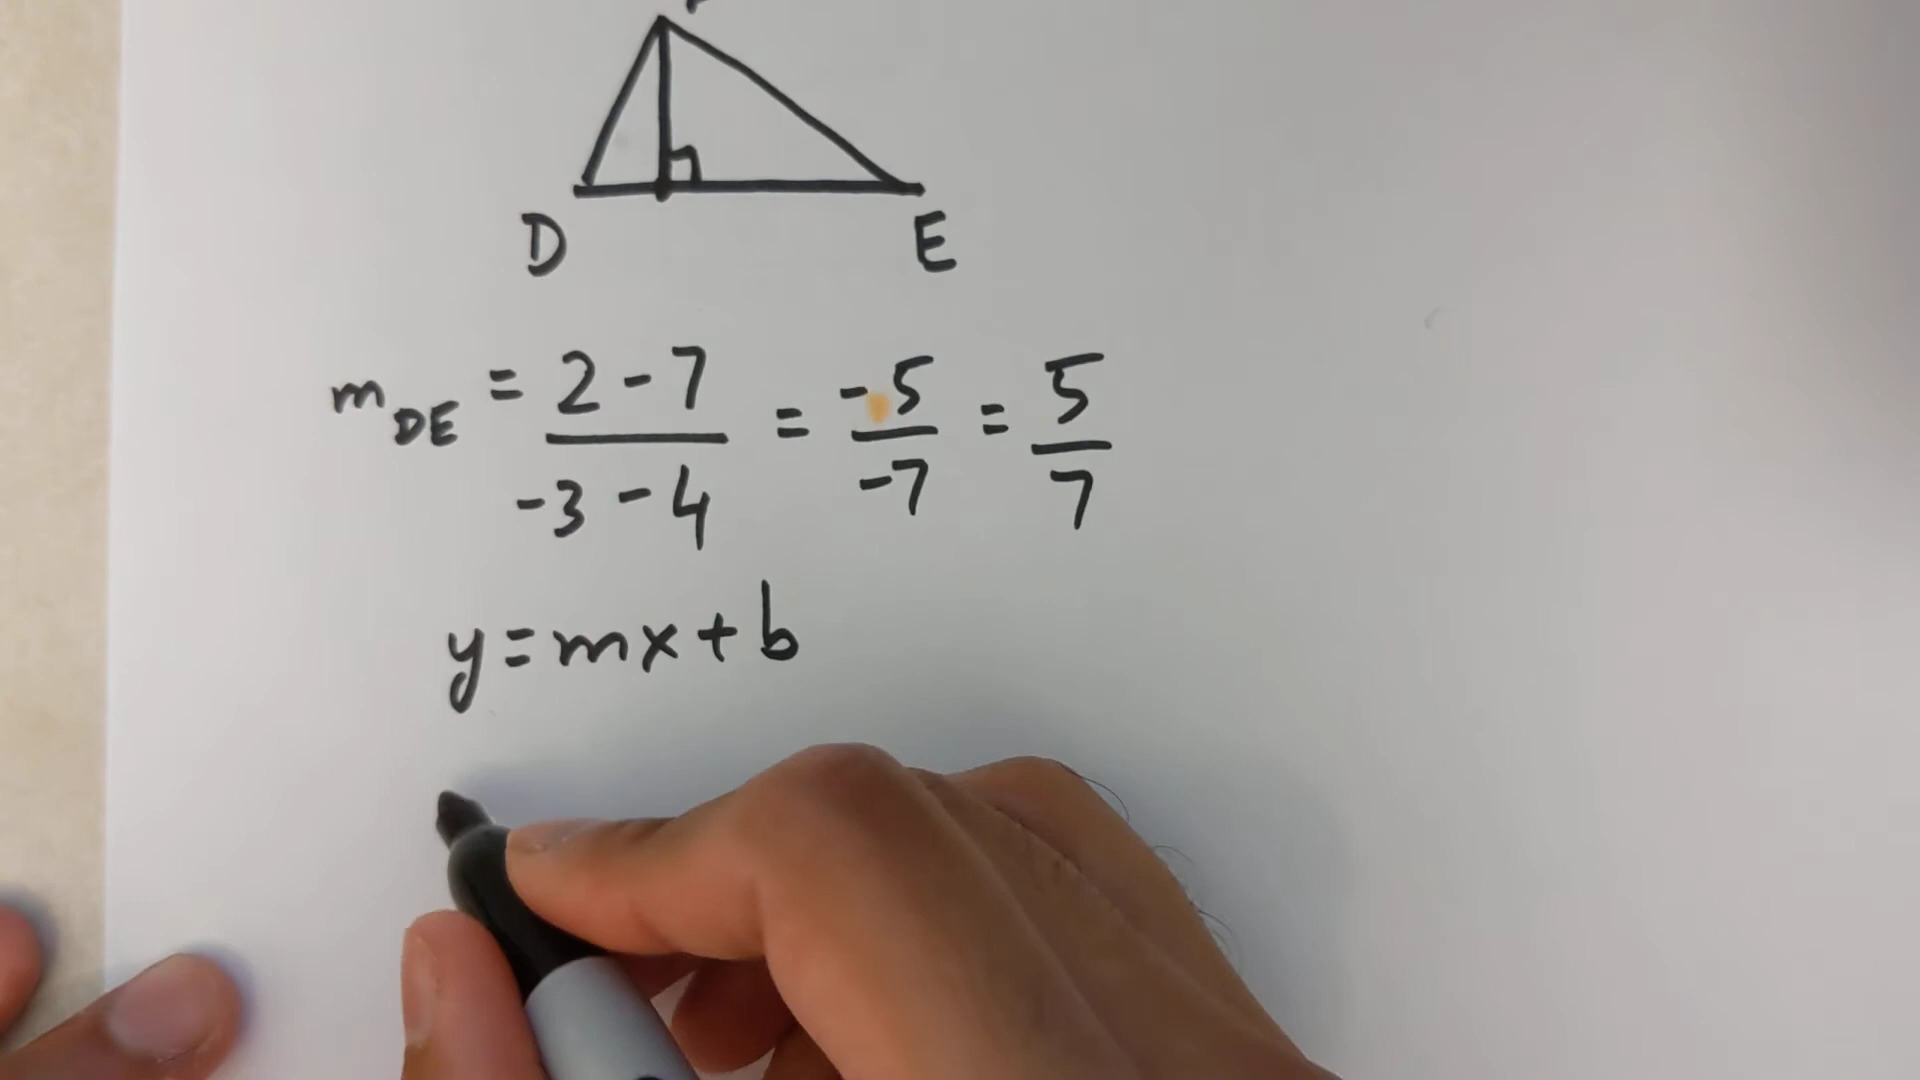 D E
m_DE = 2-7 / -3-4 = -5 / -7 = 5 / 7
y=mx+b